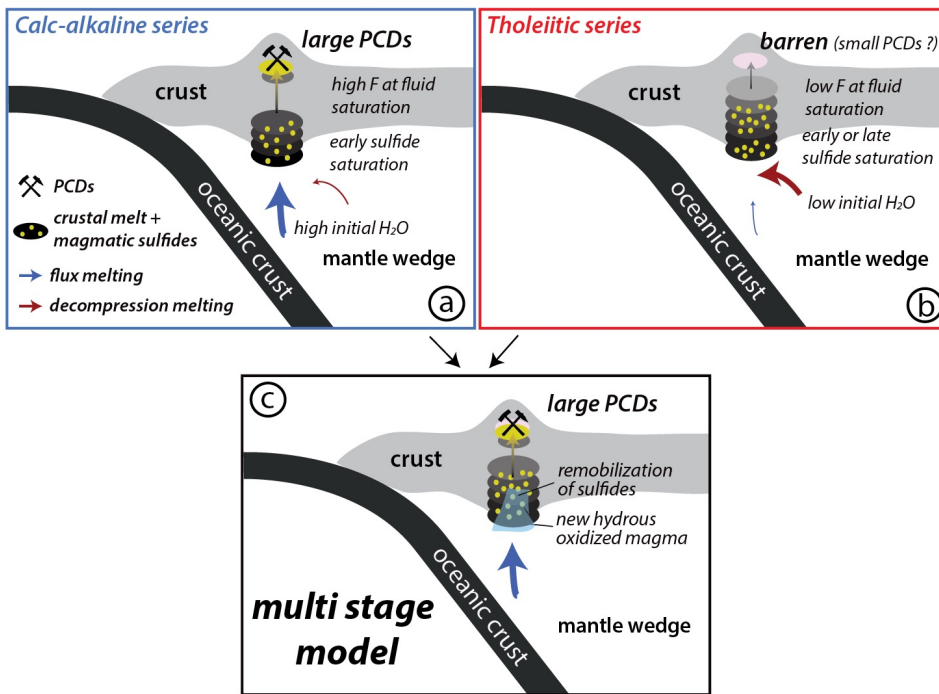 Calc-alkaline series
large PCDs
crust
high F at fluid
saturation
early sulfide
saturation
PCDs
crustal melt +
magmatic sulfides
flux melting
decompression melting
oceanic crust
high initial H₂O
mantle wedge
a
Tholeiitic series
barren (small PCDs ?)
crust
low F at fluid
saturation
early or late
sulfide saturation
low initial H₂O
oceanic crust
mantle wedge
b
c
large PCDs
crust
remobilization
of sulfides
new hydrous
oxidized magma
oceanic crust
multi stage
model
mantle wedge